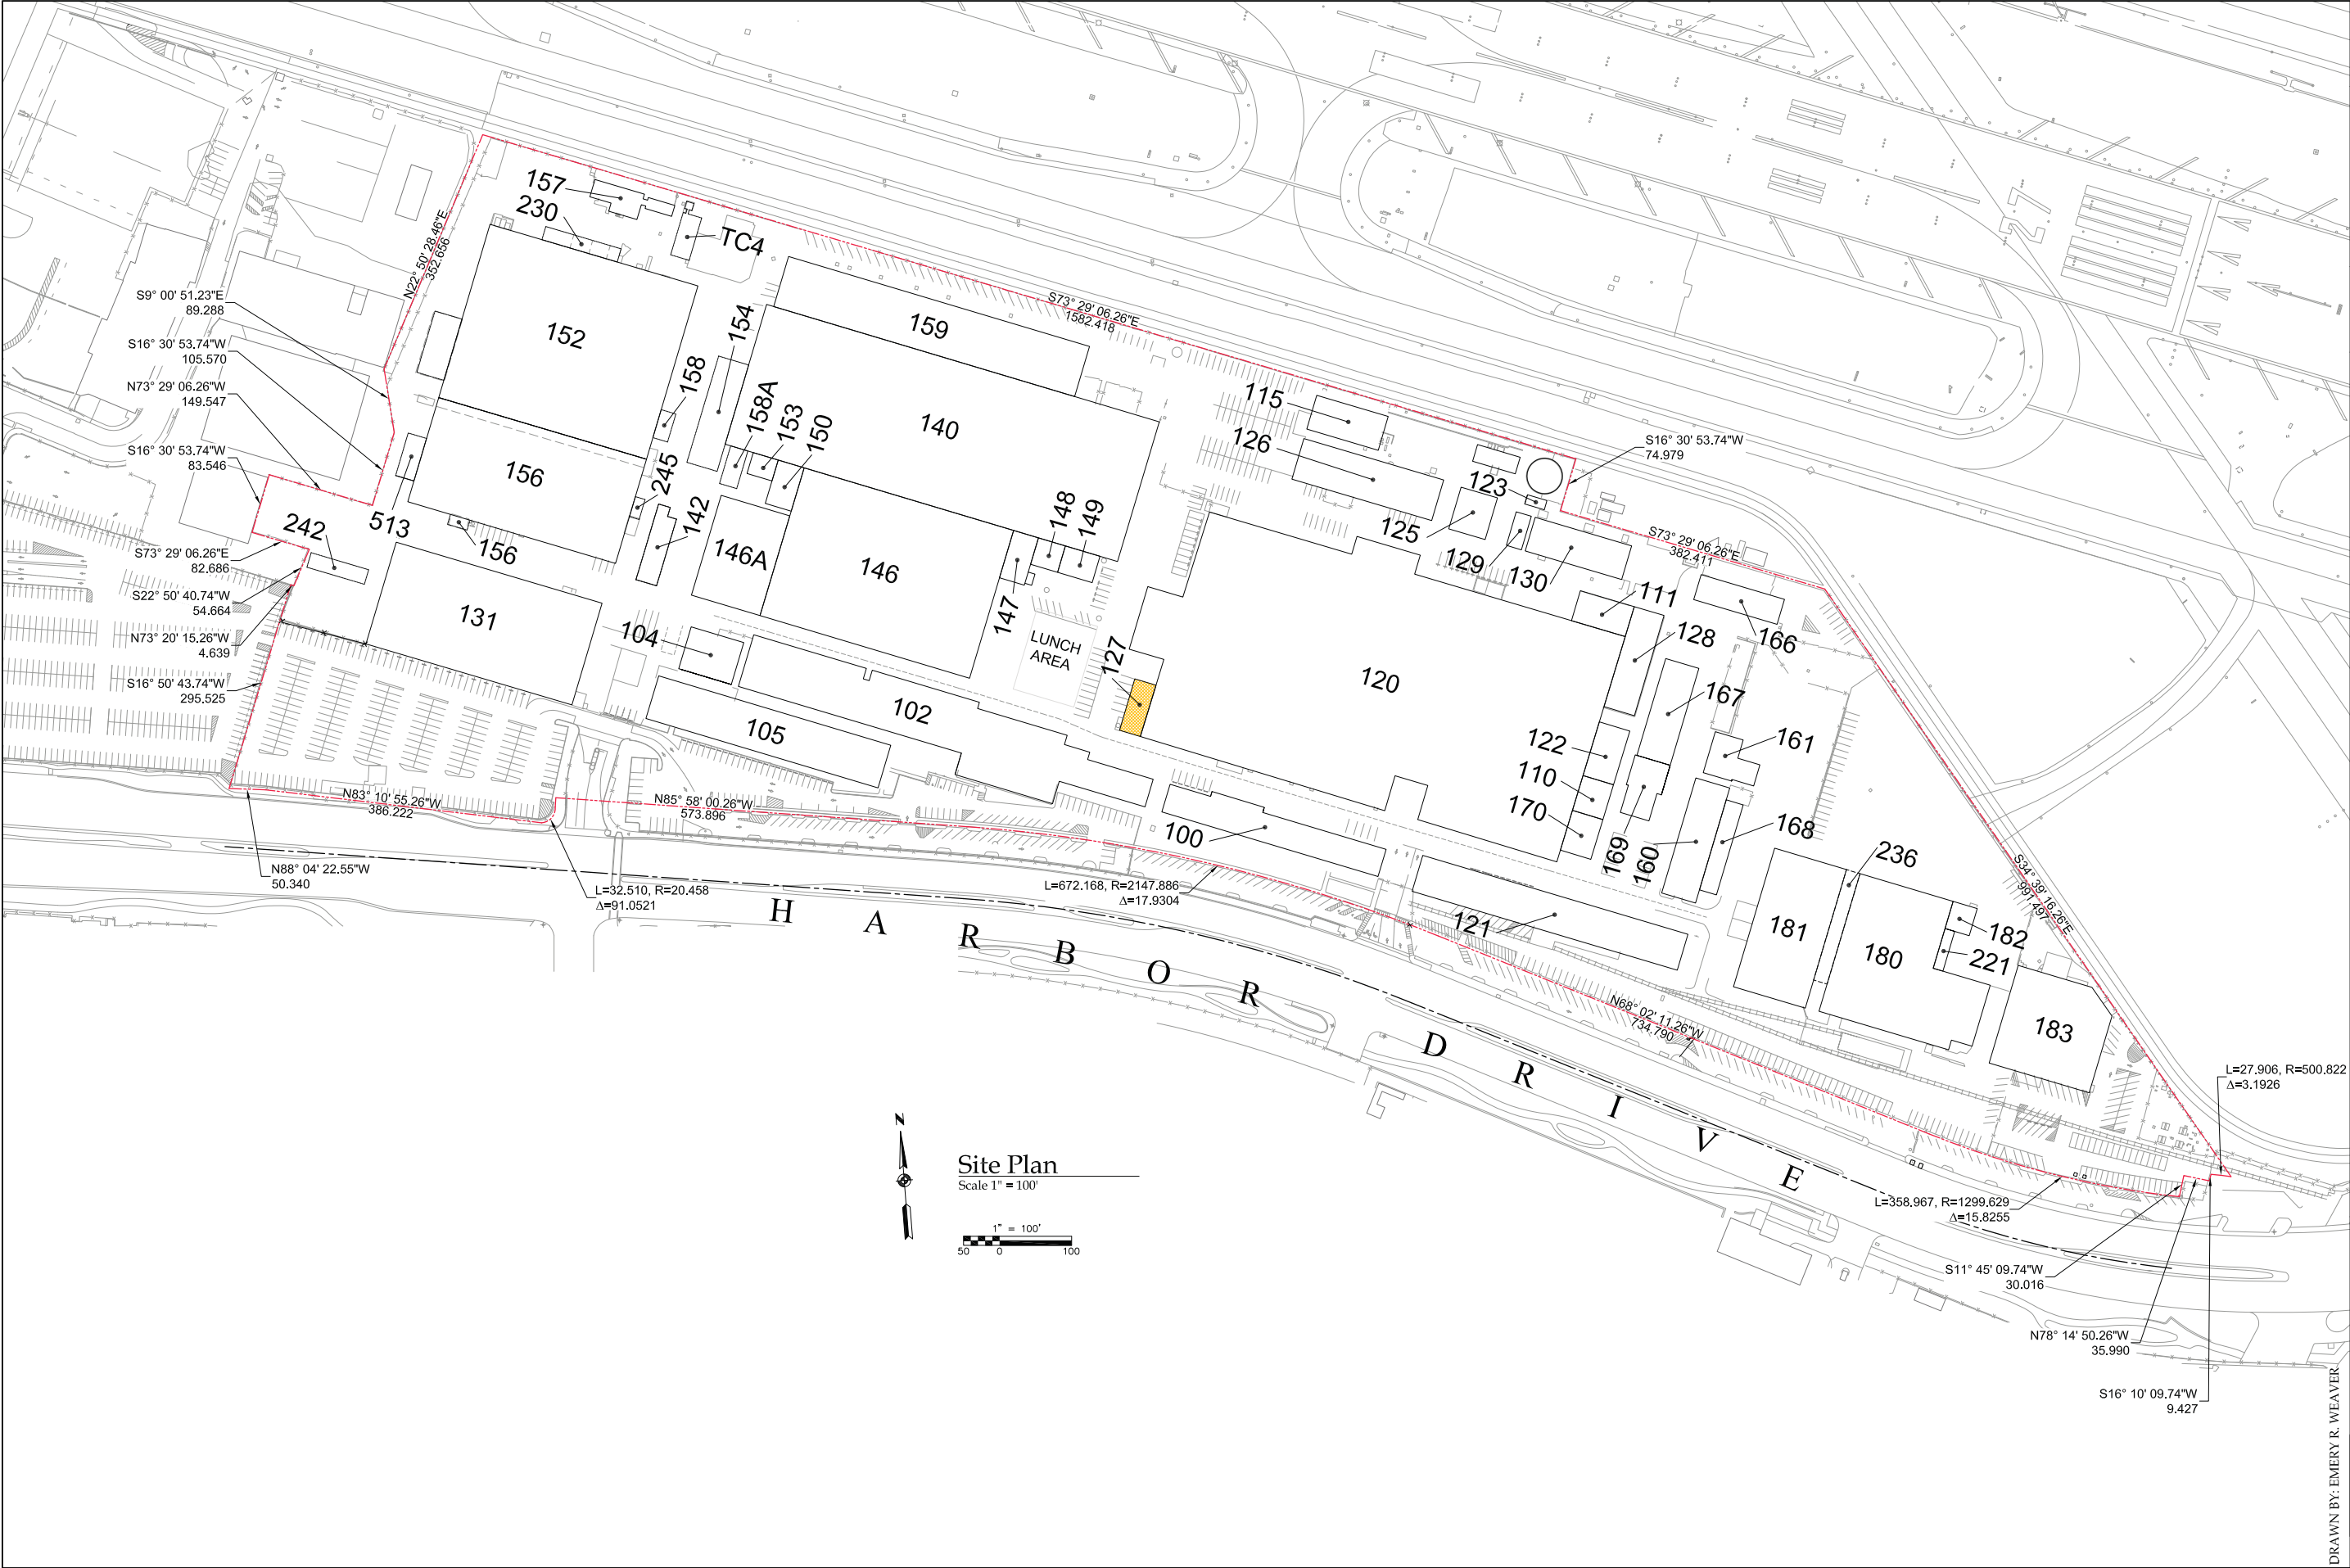 157
230
TC4
N22° 50' 28.46"E
352.656
S9° 00' 51.23"E
89.288
S16° 30' 53.74"W
105.570
N73° 29' 06.26"W
149.547
S16° 30' 53.74"W
83.546
S73° 29' 06.26"E
82.686
S22° 50' 40.74"W
54.664
N73° 20' 15.26"W
4.639
S16° 50' 43.74"W
295.525
152
154
158
158A
153
150
159
S73° 29' 06.26"E
1582.418
140
156
245
142
513
242
156
146A
146
148
149
147
131
104
LUNCH
AREA
127
105
102
115
126
125
123
129
130
S16° 30' 53.74"W
74.979
S73° 29' 06.26"E
382.411
111
128
166
120
167
161
122
110
170
169
160
168
100
121
236
181
180
182
221
183
S34° 39' 16.26"E
991.497
N83° 10' 55.26"W
386.222
N85° 58' 00.26"W
573.896
N88° 04' 22.55"W
50.340
L=32.510, R=20.458
Δ=91.0521
L=672.168, R=2147.886
Δ=17.9304
N68° 02' 11.26"W
734.790
HARBOR DRIVE
L=27.906, R=500.822
Δ=3.1926
L=358.967, R=1299.629
Δ=15.8255
S11° 45' 09.74"W
30.016
N78° 14' 50.26"W
35.990
S16° 10' 09.74"W
9.427
N
Site Plan
Scale 1" = 100'
1" = 100'
50 0 100
DRAWN BY: EMERY R. WEAVER